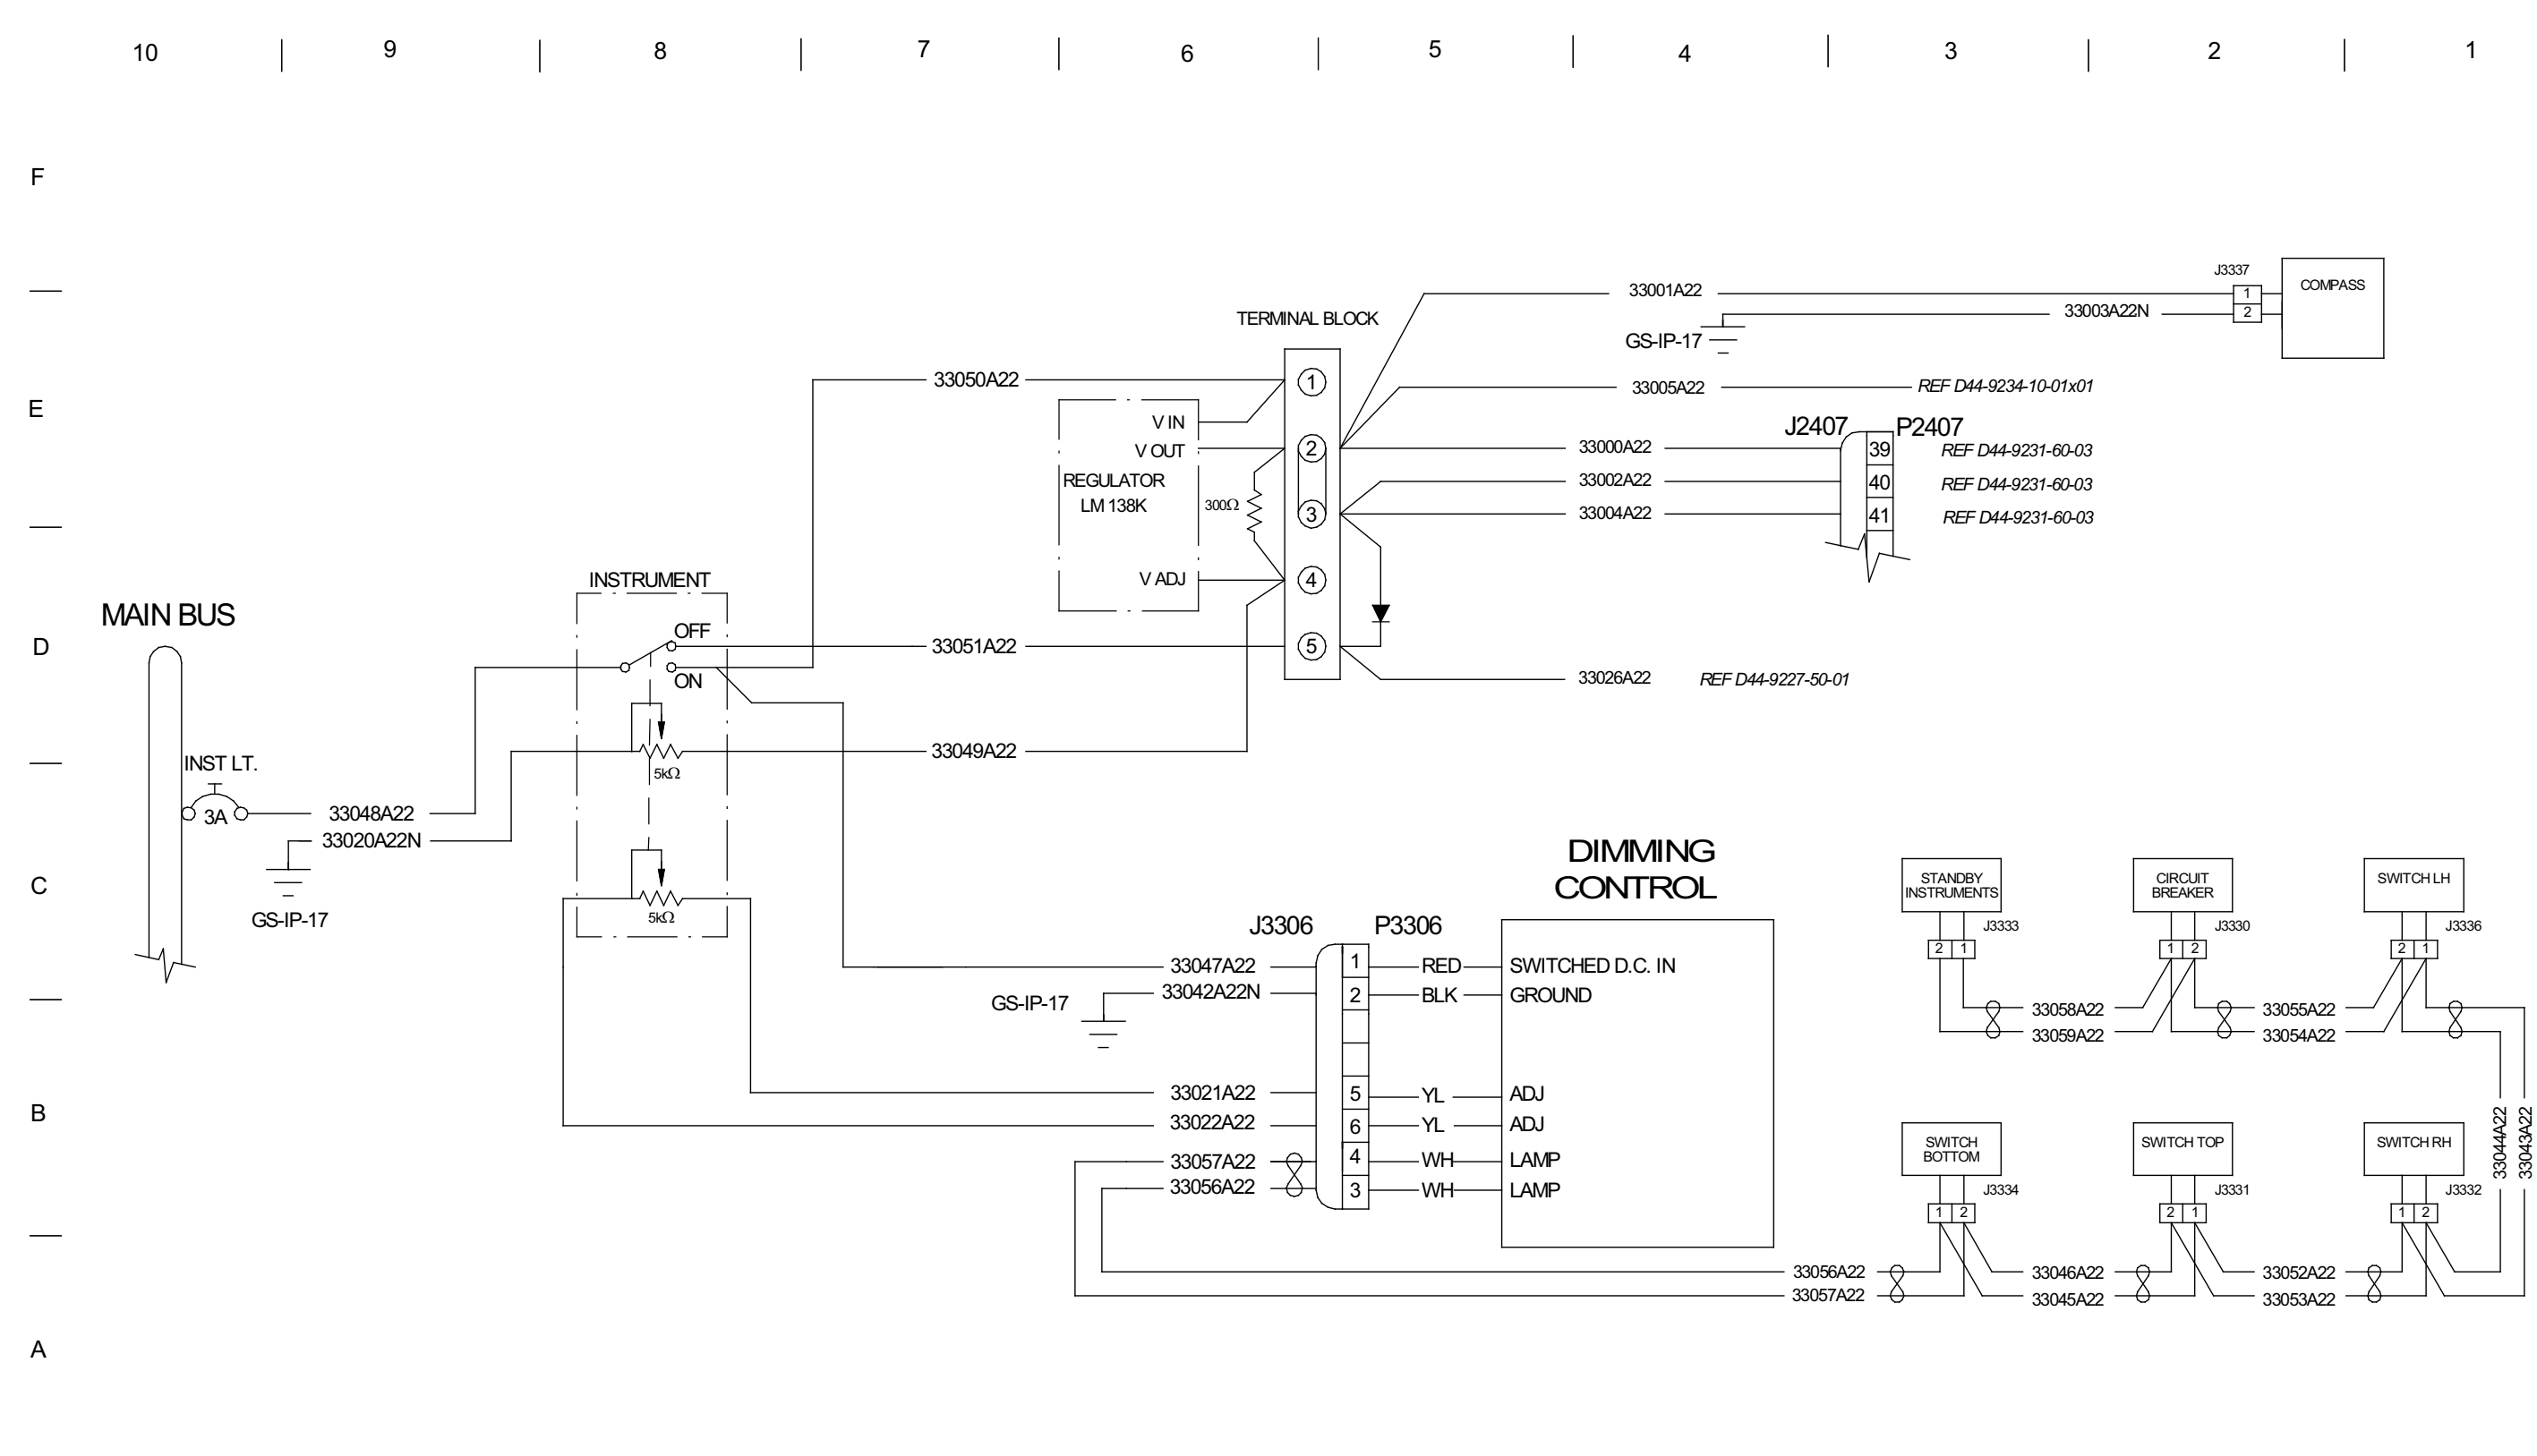 10 9 8 7 6 5 4 3 2 1
F
J3337
COMPASS
33001A22
1
33003A22N
2
GS-IP-17
TERMINAL BLOCK
33050A22
1
33005A22
REF D44-9234-10-01x01
E
V IN
J2407
P2407
V OUT
2
33000A22
39
REF D44-9231-60-03
REGULATOR
LM 138K
33002A22
40
REF D44-9231-60-03
300Ω
3
33004A22
41
REF D44-9231-60-03
INSTRUMENT
V ADJ
4
MAIN BUS
OFF
D
33051A22
5
ON
33026A22
REF D44-9227-50-01
33049A22
INST LT.
5kΩ
3A
33048A22
33020A22N
GS-IP-17
C
5kΩ
DIMMING
CONTROL
STANDBY
INSTRUMENTS
CIRCUIT
BREAKER
SWITCH LH
J3306
P3306
J3333
J3330
J3336
2 1
1 2
2 1
33047A22
1
RED
SWITCHED D.C. IN
33042A22N
2
BLK
GROUND
GS-IP-17
33058A22
33055A22
33059A22
33054A22
33021A22
5
YL
ADJ
B
33022A22
6
YL
ADJ
33057A22
4
WH
LAMP
33056A22
3
WH
LAMP
SWITCH
BOTTOM
SWITCH TOP
SWITCH RH
33044A22
33043A22
J3334
J3331
J3332
1 2
2 1
1 2
33056A22
33046A22
33052A22
33057A22
33045A22
33053A22
A